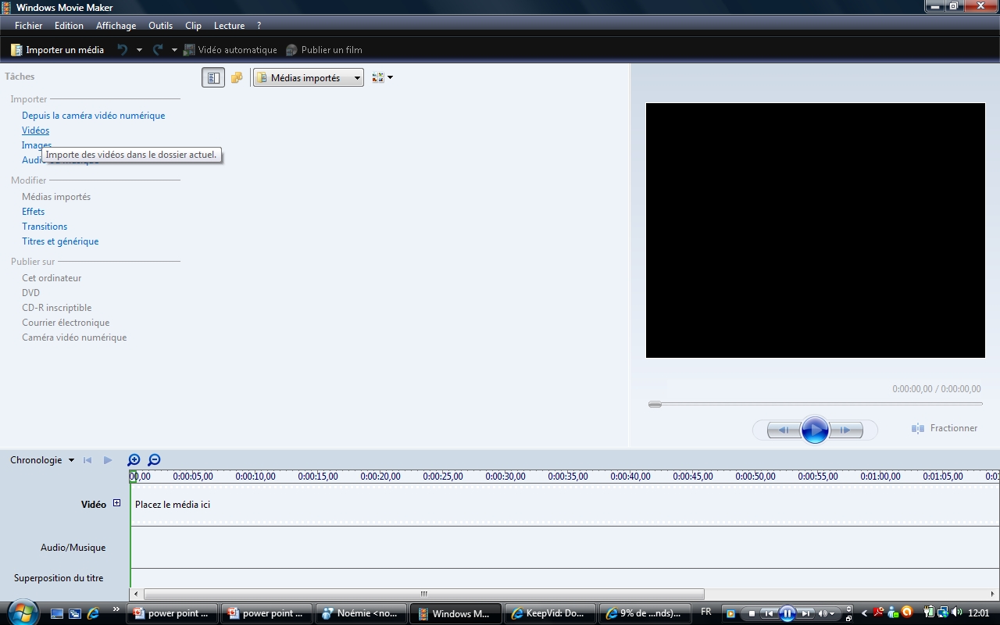 Windows Movie Maker
Fichier Edition Affichage Outils Clip Lecture ?
Importer un média Vidéo automatique Publier un film
Tâches
Médias importés
Importer
Depuis la caméra vidéo numérique
Vidéos
Images
Importe des vidéos dans le dossier actuel.
Modifier
Médias importés
Effets
Transitions
Titres et générique
Publier sur
Cet ordinateur
DVD
CD-R inscriptible
Courrier électronique
Caméra vidéo numérique
0:00:00,00 / 0:00:00,00
Fractionner
Chronologie
00,00 0:00:05,00 0:00:10,00 0:00:15,00 0:00:20,00 0:00:25,00 0:00:30,00 0:00:35,00 0:00:40,00 0:00:45,00 0:00:50,00 0:00:55,00 0:01:00,00 0:01:05,00
Vidéo Placez le média ici
Audio/Musique
Superposition du titre
power point ... power point ... Noémie <no... Windows M... KeepVid: Do... 9% de ...nds)... FR 12:01